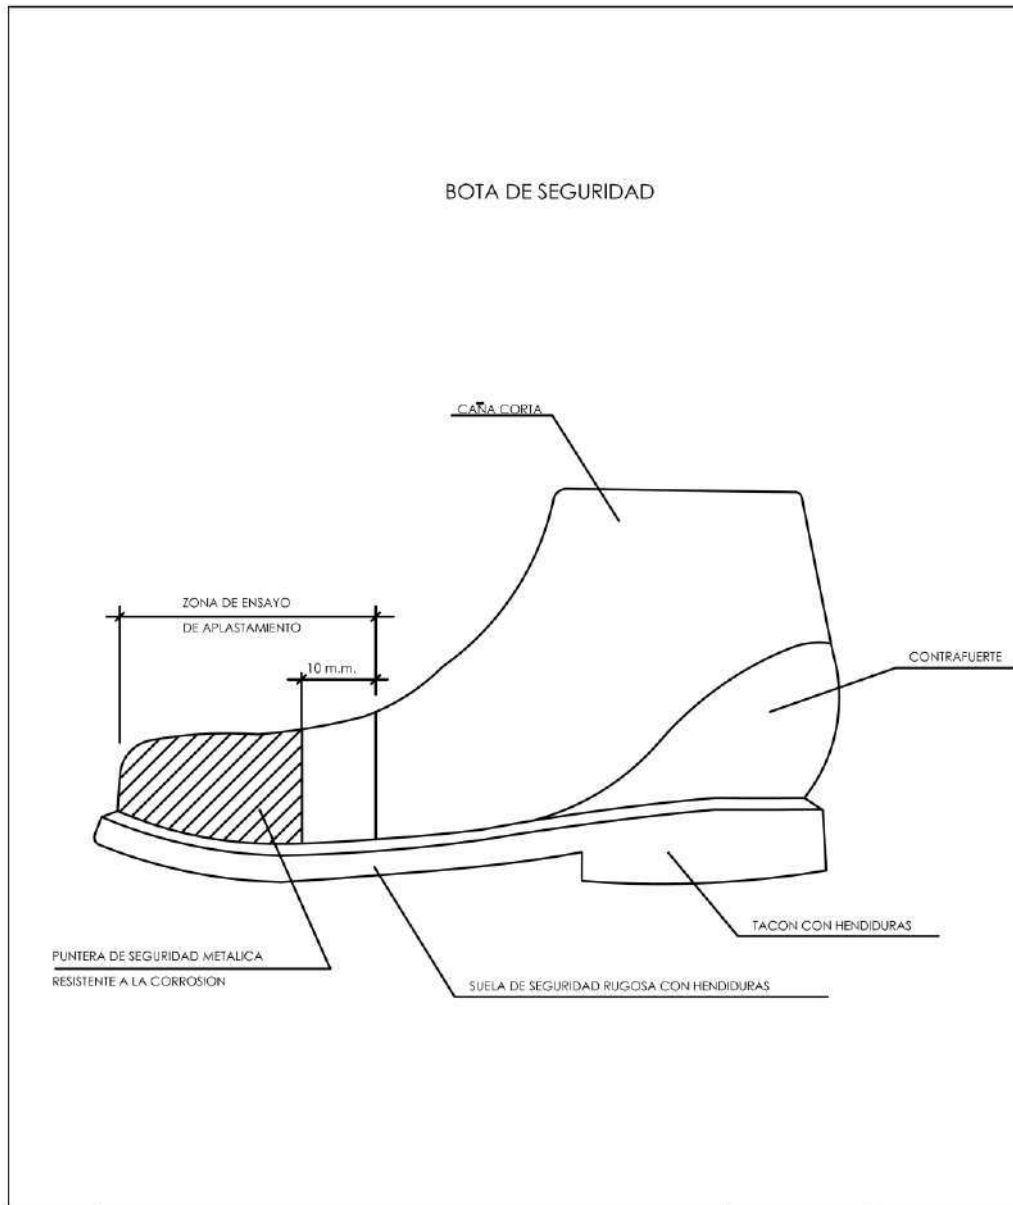 BOTA DE SEGURIDAD
CAÑA CORTA
ZONA DE ENSAYO
DE APLASTAMIENTO
10 m.m.
CONTRAFUERTE
TACON CON HENDIDURAS
PUNTERA DE SEGURIDAD METALICA
RESISTENTE A LA CORROSION
SUELA DE SEGURIDAD RUGOSA CON HENDIDURAS